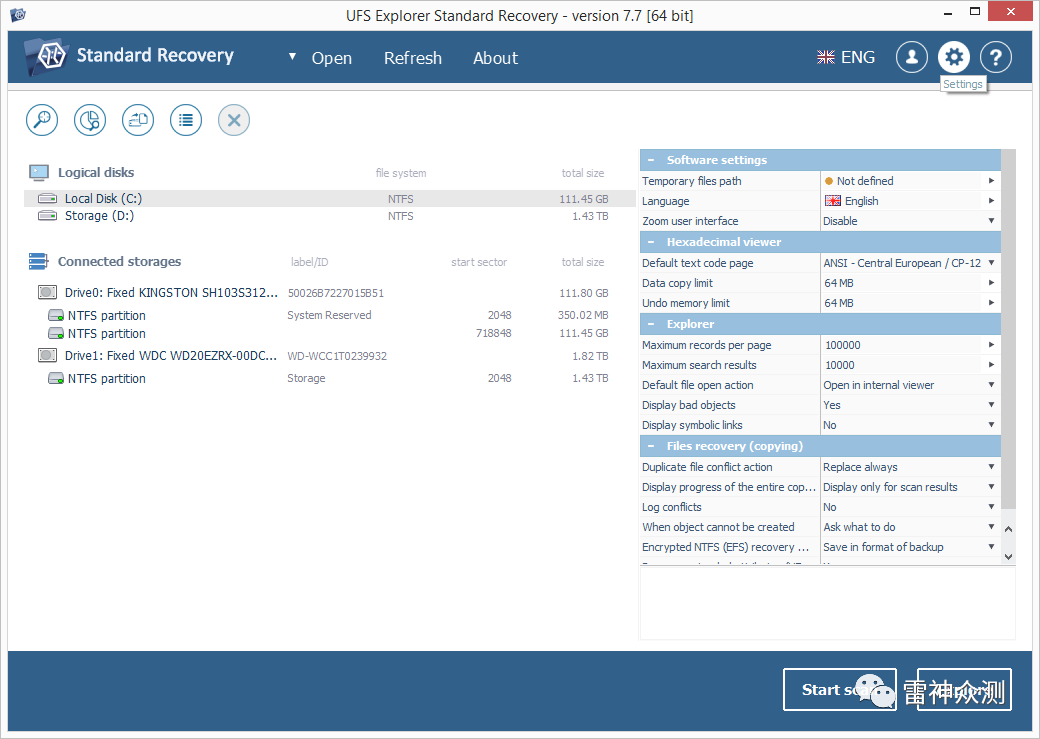 UFS Explorer Standard Recovery - version 7.7 [64 bit]
Standard Recovery
Open Refresh About
ENG
Settings
Logical disks file system total size
Local Disk (C:) NTFS 111.45 GB
Storage (D:) NTFS 1.43 TB
Connected storages label/ID start sector total size
Drive0: Fixed KINGSTON SH103S312... 50026B7227015B51 111.80 GB
NTFS partition System Reserved 2048 350.02 MB
NTFS partition 718848 111.45 GB
Drive1: Fixed WDC WD20EZRX-00DC... WD-WCC1T0239932 1.82 TB
NTFS partition Storage 2048 1.43 TB
Software settings
Temporary files path Not defined
Language English
Zoom user interface Disable
Hexadecimal viewer
Default text code page ANSI - Central European / CP-12
Data copy limit 64 MB
Undo memory limit 64 MB
Explorer
Maximum records per page 100000
Maximum search results 10000
Default file open action Open in internal viewer
Display bad objects Yes
Display symbolic links No
Files recovery (copying)
Duplicate file conflict action Replace always
Display progress of the entire cop... Display only for scan results
Log conflicts No
When object cannot be created Ask what to do
Encrypted NTFS (EFS) recovery ... Save in format of backup
Start
雷神众测